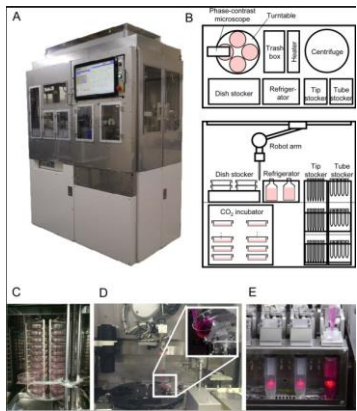 A
B
Phase-contrast
microscope
Turntable
Trash
box
Heater
Centrifuge
Dish stocker
Refriger-
ator
Tip
stocker
Tube
stocker
Robot arm
Dish stocker
Refrigerator
Tip
stocker
Tube
stocker
CO2 incubator
C
D
E